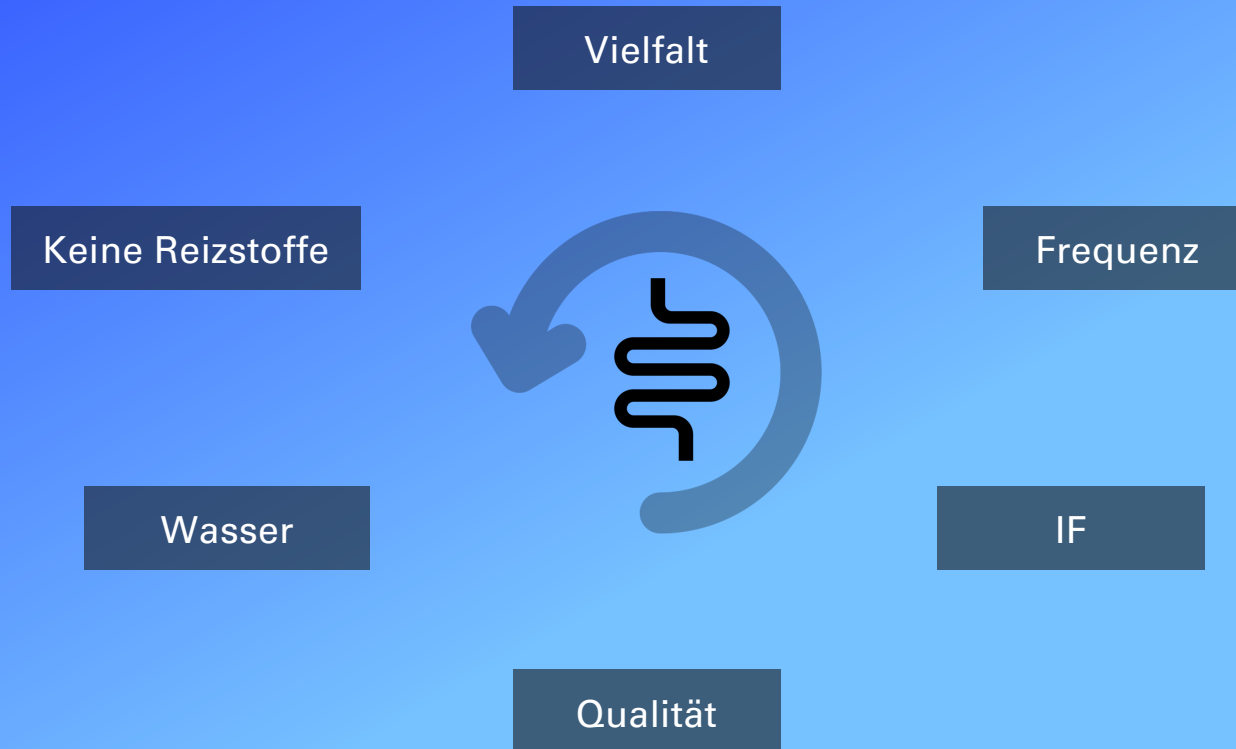 Vielfalt
Keine Reizstoffe
Frequenz
Wasser
IF
Qualität